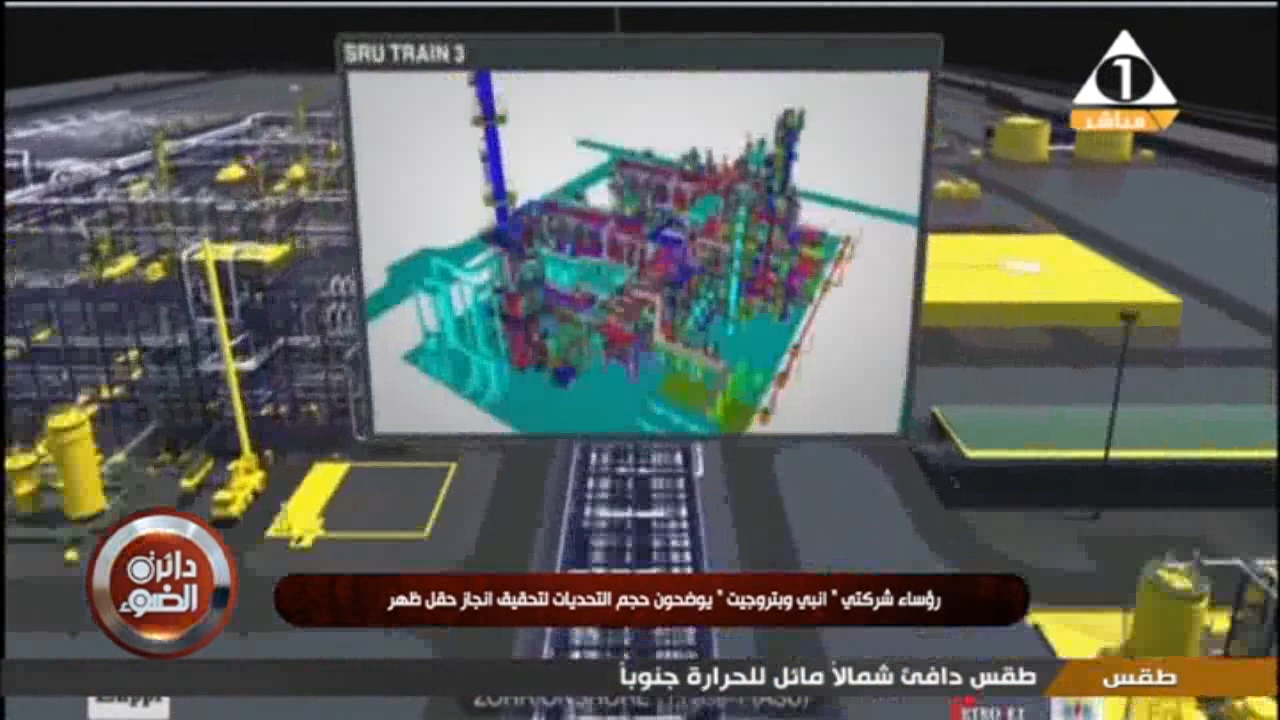 SRU TRAIN 3
1
مباشر
دائرة
الضوء
رؤساء شركتي " انبي وبتروجيت " يوضحون حجم التحديات لتحقيق انجاز حقل ظهر
طقس
طقس دافئ شمالاً مائل للحرارة جنوباً